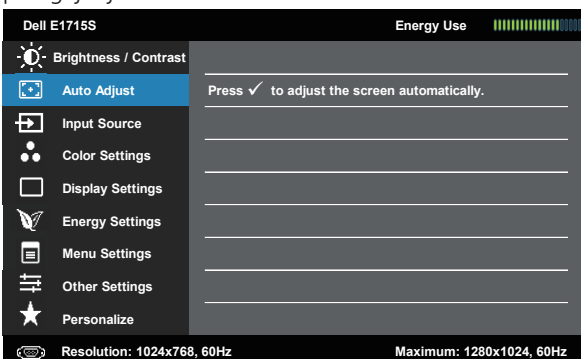 Dell E1715S Energy Use
Brightness / Contrast
Auto Adjust Press ✓ to adjust the screen automatically.
Input Source
Color Settings
Display Settings
Energy Settings
Menu Settings
Other Settings
Personalize
Resolution: 1024x768, 60Hz Maximum: 1280x1024, 60Hz